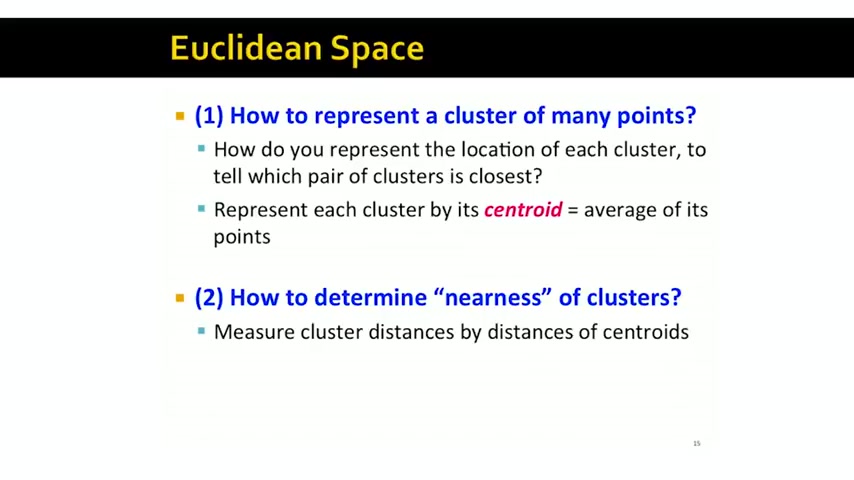 Euclidean Space
(1) How to represent a cluster of many points?
How do you represent the location of each cluster, to
tell which pair of clusters is closest?
Represent each cluster by its centroid = average of its
points
(2) How to determine “nearness” of clusters?
Measure cluster distances by distances of centroids
15